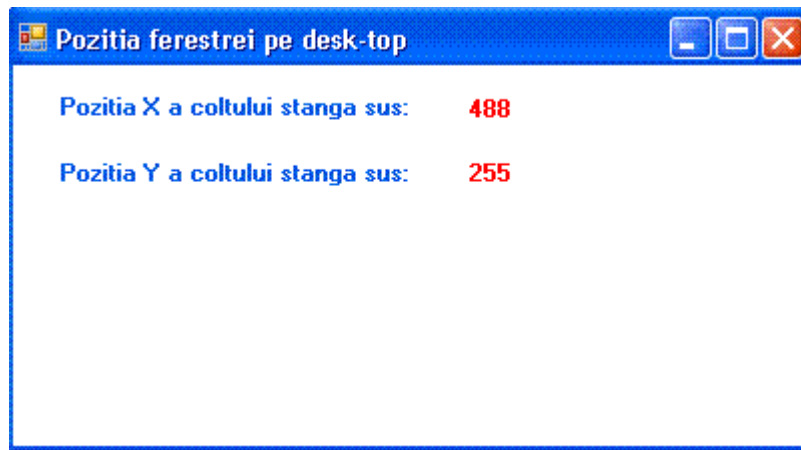 Pozitia ferestrei pe desk-top
Pozitia X a coltului stanga sus: 488
Pozitia Y a coltului stanga sus: 255